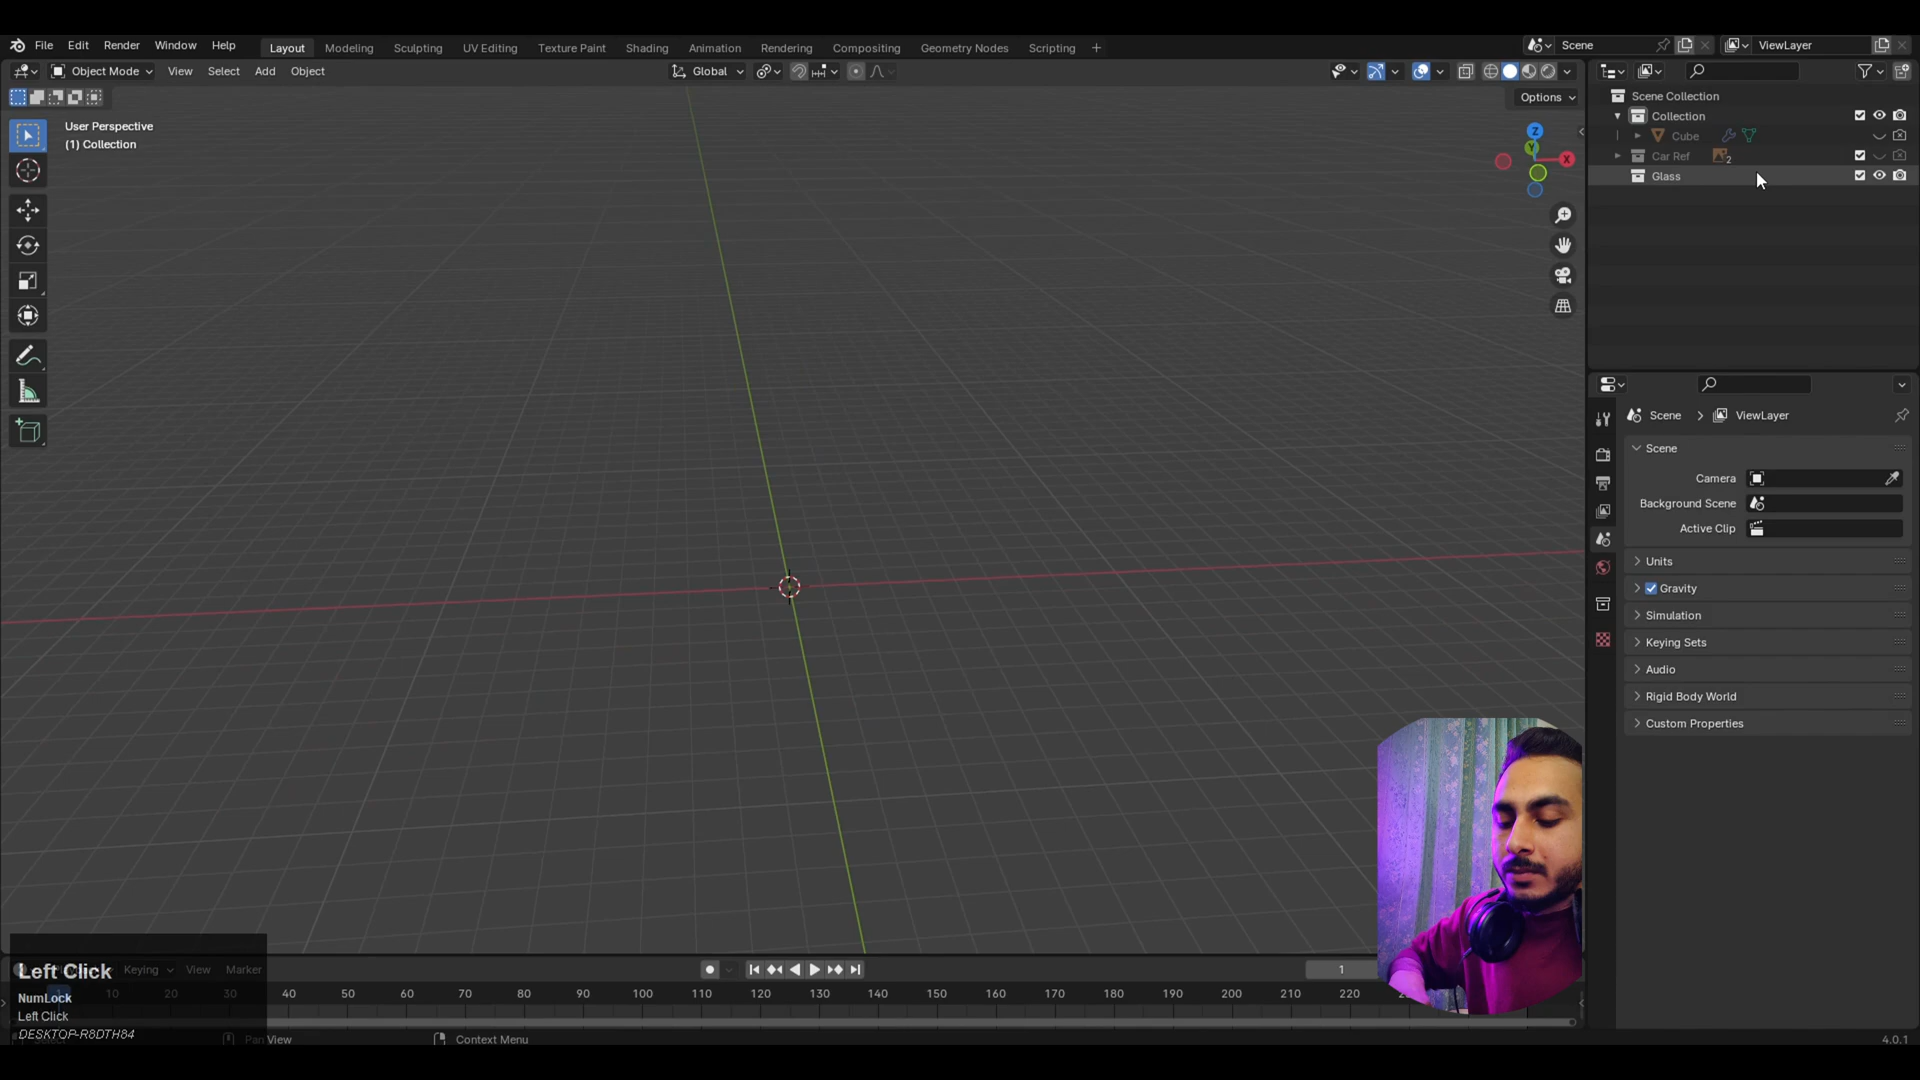 File Edit Render Window Help Layout Modeling Sculpting UV Editing Texture Paint Shading Animation Rendering Compositing Geometry Nodes Scripting + Scene ViewLayer
Object Mode View Select Add Object Global
Options
User Perspective
(1) Collection
Z
Y
X
Scene Collection
Collection
Cube
Car Ref 2
Glass
Scene > ViewLayer
Scene
Camera
Background Scene
Active Clip
Units
Gravity
Simulation
Keying Sets
Audio
Rigid Body World
Custom Properties
Left Click
Keying View Marker
1
NumLock
10 20 30 40 50 60 70 80 90 100 110 120 130 140 150 160 170 180 190 200 210 220
Left Click
DESKTOP-R8DTH84
Pan View Context Menu
4.0.1